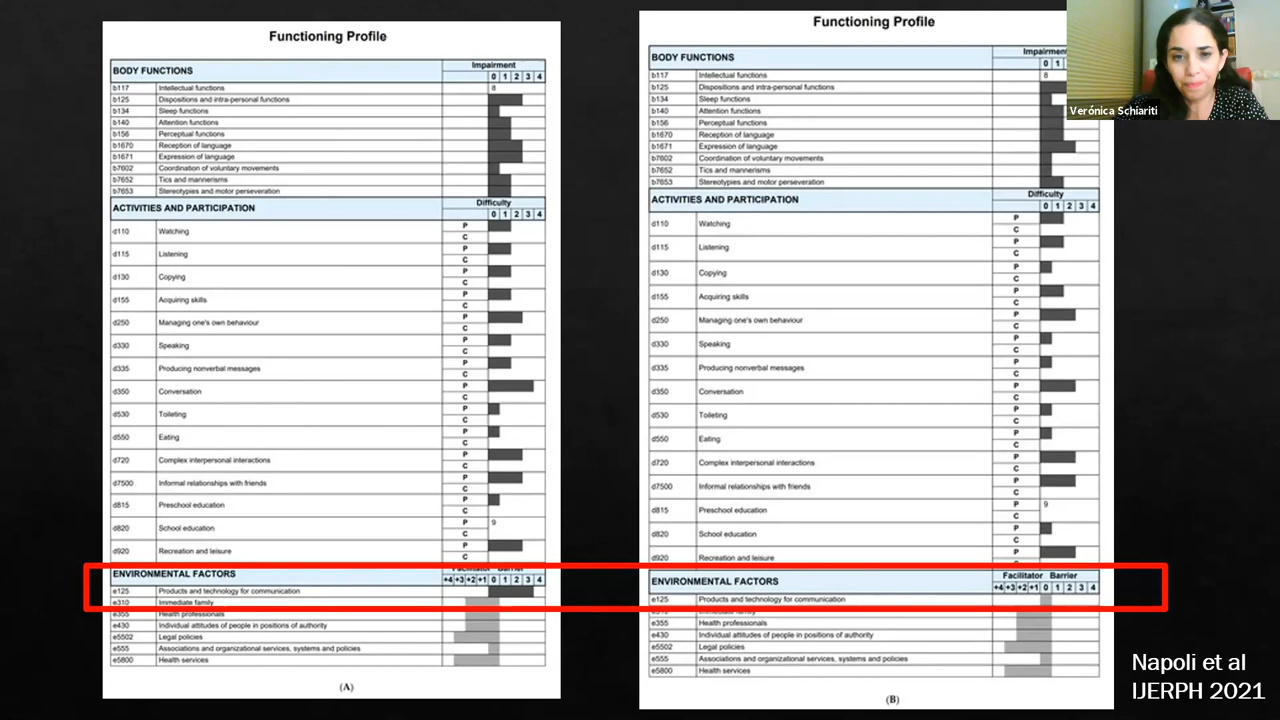 Functioning Profile
BODY FUNCTIONS
Impairment
0 1 2 3 4
b117 Intellectual functions 8
b125 Dispositions and intra-personal functions
b134 Sleep functions
b140 Attention functions
b156 Perceptual functions
b1670 Reception of language
b1671 Expression of language
b7602 Coordination of voluntary movements
b7652 Tics and mannerisms
b7653 Stereotypies and motor perseveration
ACTIVITIES AND PARTICIPATION
Difficulty
0 1 2 3 4
d110 Watching P
C
d115 Listening P
C
d130 Copying P
C
d155 Acquiring skills P
C
d250 Managing one's own behaviour P
C
d330 Speaking P
C
d335 Producing nonverbal messages P
C
d350 Conversation P
C
d530 Toileting P
C
d550 Eating P
C
d720 Complex interpersonal interactions P
C
d7500 Informal relationships with friends P
C
d815 Preschool education P
C
d820 School education P 9
C
d920 Recreation and leisure P
C
ENVIRONMENTAL FACTORS
Facilitator Barrier
+4 +3 +2 +1 0 1 2 3 4
e125 Products and technology for communication
e310 Immediate family
e355 Health professionals
e430 Individual attitudes of people in positions of authority
e5502 Legal policies
e555 Associations and organizational services, systems and policies
e5800 Health services
(A)
Functioning Profile
BODY FUNCTIONS
0
b117 Intellectual functions 8
b125 Dispositions and intra-personal functions
b134 Sleep functions
b140 Attention functions
b156 Perceptual functions
b1670 Reception of language
b1671 Expression of language
b7602 Coordination of voluntary movements
b7652 Tics and mannerisms
b7653 Stereotypies and motor perseveration
ACTIVITIES AND PARTICIPATION
Difficulty
0 1 2 3 4
d110 Watching P
C
d115 Listening P
C
d130 Copying P
C
d155 Acquiring skills P
C
d250 Managing one's own behaviour P
C
d330 Speaking P
C
d335 Producing nonverbal messages P
C
d350 Conversation P
C
d530 Toileting P
C
d550 Eating P
C
d720 Complex interpersonal interactions P
C
d7500 Informal relationships with friends P
C
d815 Preschool education P 9
C
d820 School education P
C
d920 Recreation and leisure P
ENVIRONMENTAL FACTORS
Facilitator Barrier
+4 +3 +2 +1 0 1 2 3 4
e125 Products and technology for communication
e355 Health professionals
e430 Individual attitudes of people in positions of authority
e5502 Legal policies
e555 Associations and organizational services, systems and policies
e5800 Health services
(B)
Verónica Schiariti
Napoli et al
IJERPH 2021